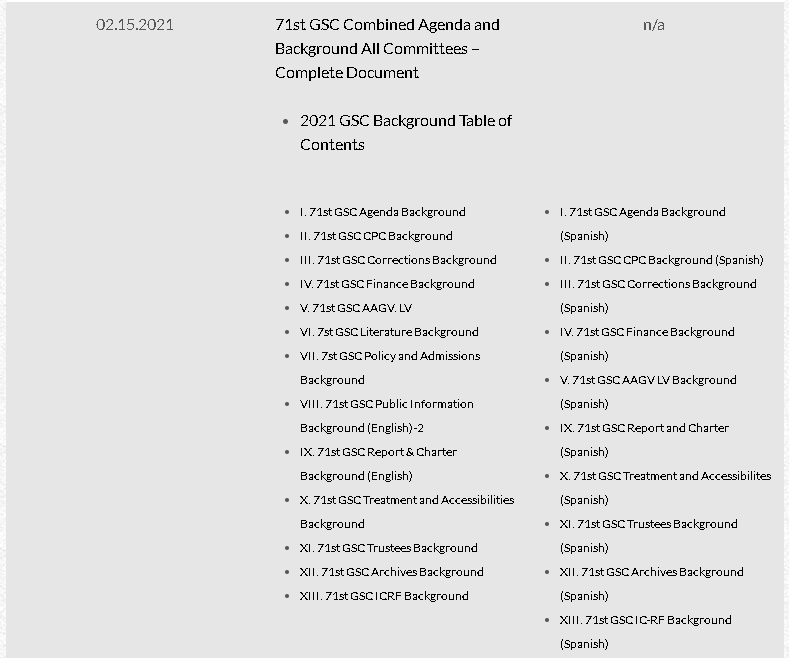 02.15.2021
71st GSC Combined Agenda and
Background All Committees –
Complete Document
n/a
2021 GSC Background Table of
Contents
I. 71st GSC Agenda Background
II. 71st GSC CPC Background
III. 71st GSC Corrections Background
IV. 71st GSC Finance Background
V. 71st GSC AAGV. LV
VI. 7st GSC Literature Background
VII. 7st GSC Policy and Admissions
Background
VIII. 71st GSC Public Information
Background (English)-2
IX. 71st GSC Report & Charter
Background (English)
X. 71st GSC Treatment and Accessibilities
Background
XI. 71st GSC Trustees Background
XII. 71st GSC Archives Background
XIII. 71st GSC ICRF Background
I. 71st GSC Agenda Background
(Spanish)
II. 71st GSC CPC Background (Spanish)
III. 71st GSC Corrections Background
(Spanish)
IV. 71st GSC Finance Background
(Spanish)
V. 71st GSC AAGV LV Background
(Spanish)
IX. 71st GSC Report and Charter
(Spanish)
X. 71st GSC Treatment and Accessibilites
(Spanish)
XI. 71st GSC Trustees Background
(Spanish)
XII. 71st GSC Archives Background
(Spanish)
XIII. 71st GSC IC-RF Background
(Spanish)